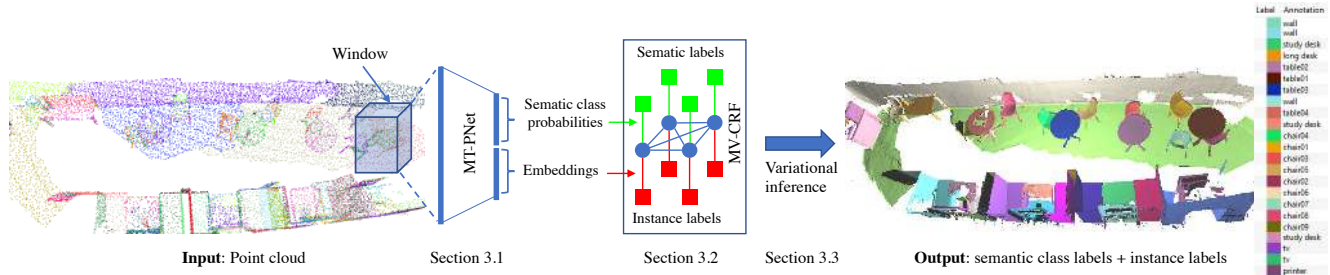 Window
MT-PNet
Sematic class
probabilities
Embeddings
Sematic labels
MV-CRF
Instance labels
Variational
inference
Input: Point cloud
Section 3.1
Section 3.2
Section 3.3
Output: semantic class labels + instance labels
Label Annotation
wall
wall
study desk
long desk
table02
table01
table03
wall
table04
study desk
chair04
chair01
chair03
chair05
chair02
chair06
chair07
chair08
chair09
study desk
tv
tv
printer